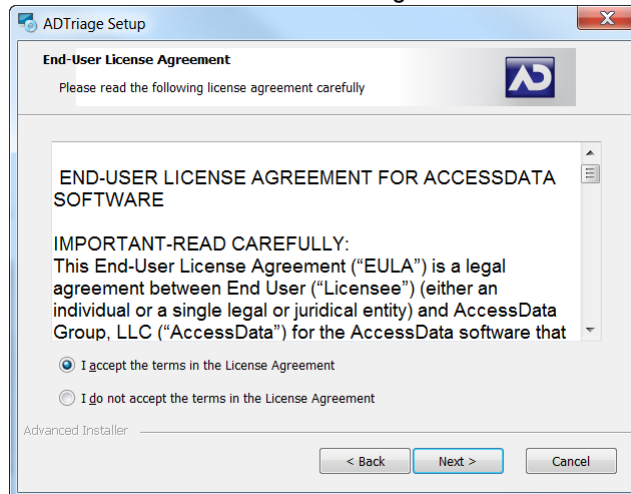 ADTriage Setup
End-User License Agreement
Please read the following license agreement carefully
AD
END-USER LICENSE AGREEMENT FOR ACCESSDATA
SOFTWARE
IMPORTANT-READ CAREFULLY:
This End-User License Agreement (“EULA”) is a legal
agreement between End User (“Licensee”) (either an
individual or a single legal or juridical entity) and AccessData
Group, LLC (“AccessData”) for the AccessData software that
I accept the terms in the License Agreement
I do not accept the terms in the License Agreement
Advanced Installer
< Back Next > Cancel